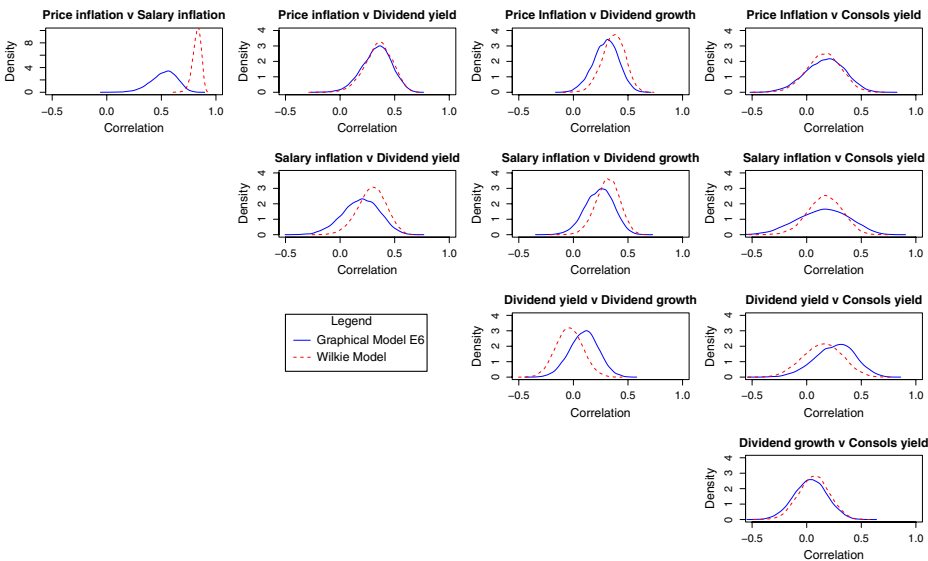 Price inflation v Salary inflation
Price inflation v Dividend yield
Price Inflation v Dividend growth
Price Inflation v Consols yield
Density
0 4 8
−0.5 0.0 0.5 1.0
Correlation
Density
0 1 2 3 4
−0.5 0.0 0.5 1.0
Correlation
Density
0 1 2 3 4
−0.5 0.0 0.5 1.0
Correlation
Density
0 1 2 3 4
−0.5 0.0 0.5 1.0
Correlation
Salary inflation v Dividend yield
Salary inflation v Dividend growth
Salary inflation v Consols yield
Density
0 1 2 3 4
−0.5 0.0 0.5 1.0
Correlation
Density
0 1 2 3 4
−0.5 0.0 0.5 1.0
Correlation
Density
0 1 2 3 4
−0.5 0.0 0.5 1.0
Correlation
Legend
Graphical Model E6
Wilkie Model
Dividend yield v Dividend growth
Dividend yield v Consols yield
Density
0 1 2 3 4
−0.5 0.0 0.5 1.0
Correlation
Density
0 1 2 3 4
−0.5 0.0 0.5 1.0
Correlation
Dividend growth v Consols yield
Density
0 1 2 3 4
−0.5 0.0 0.5 1.0
Correlation